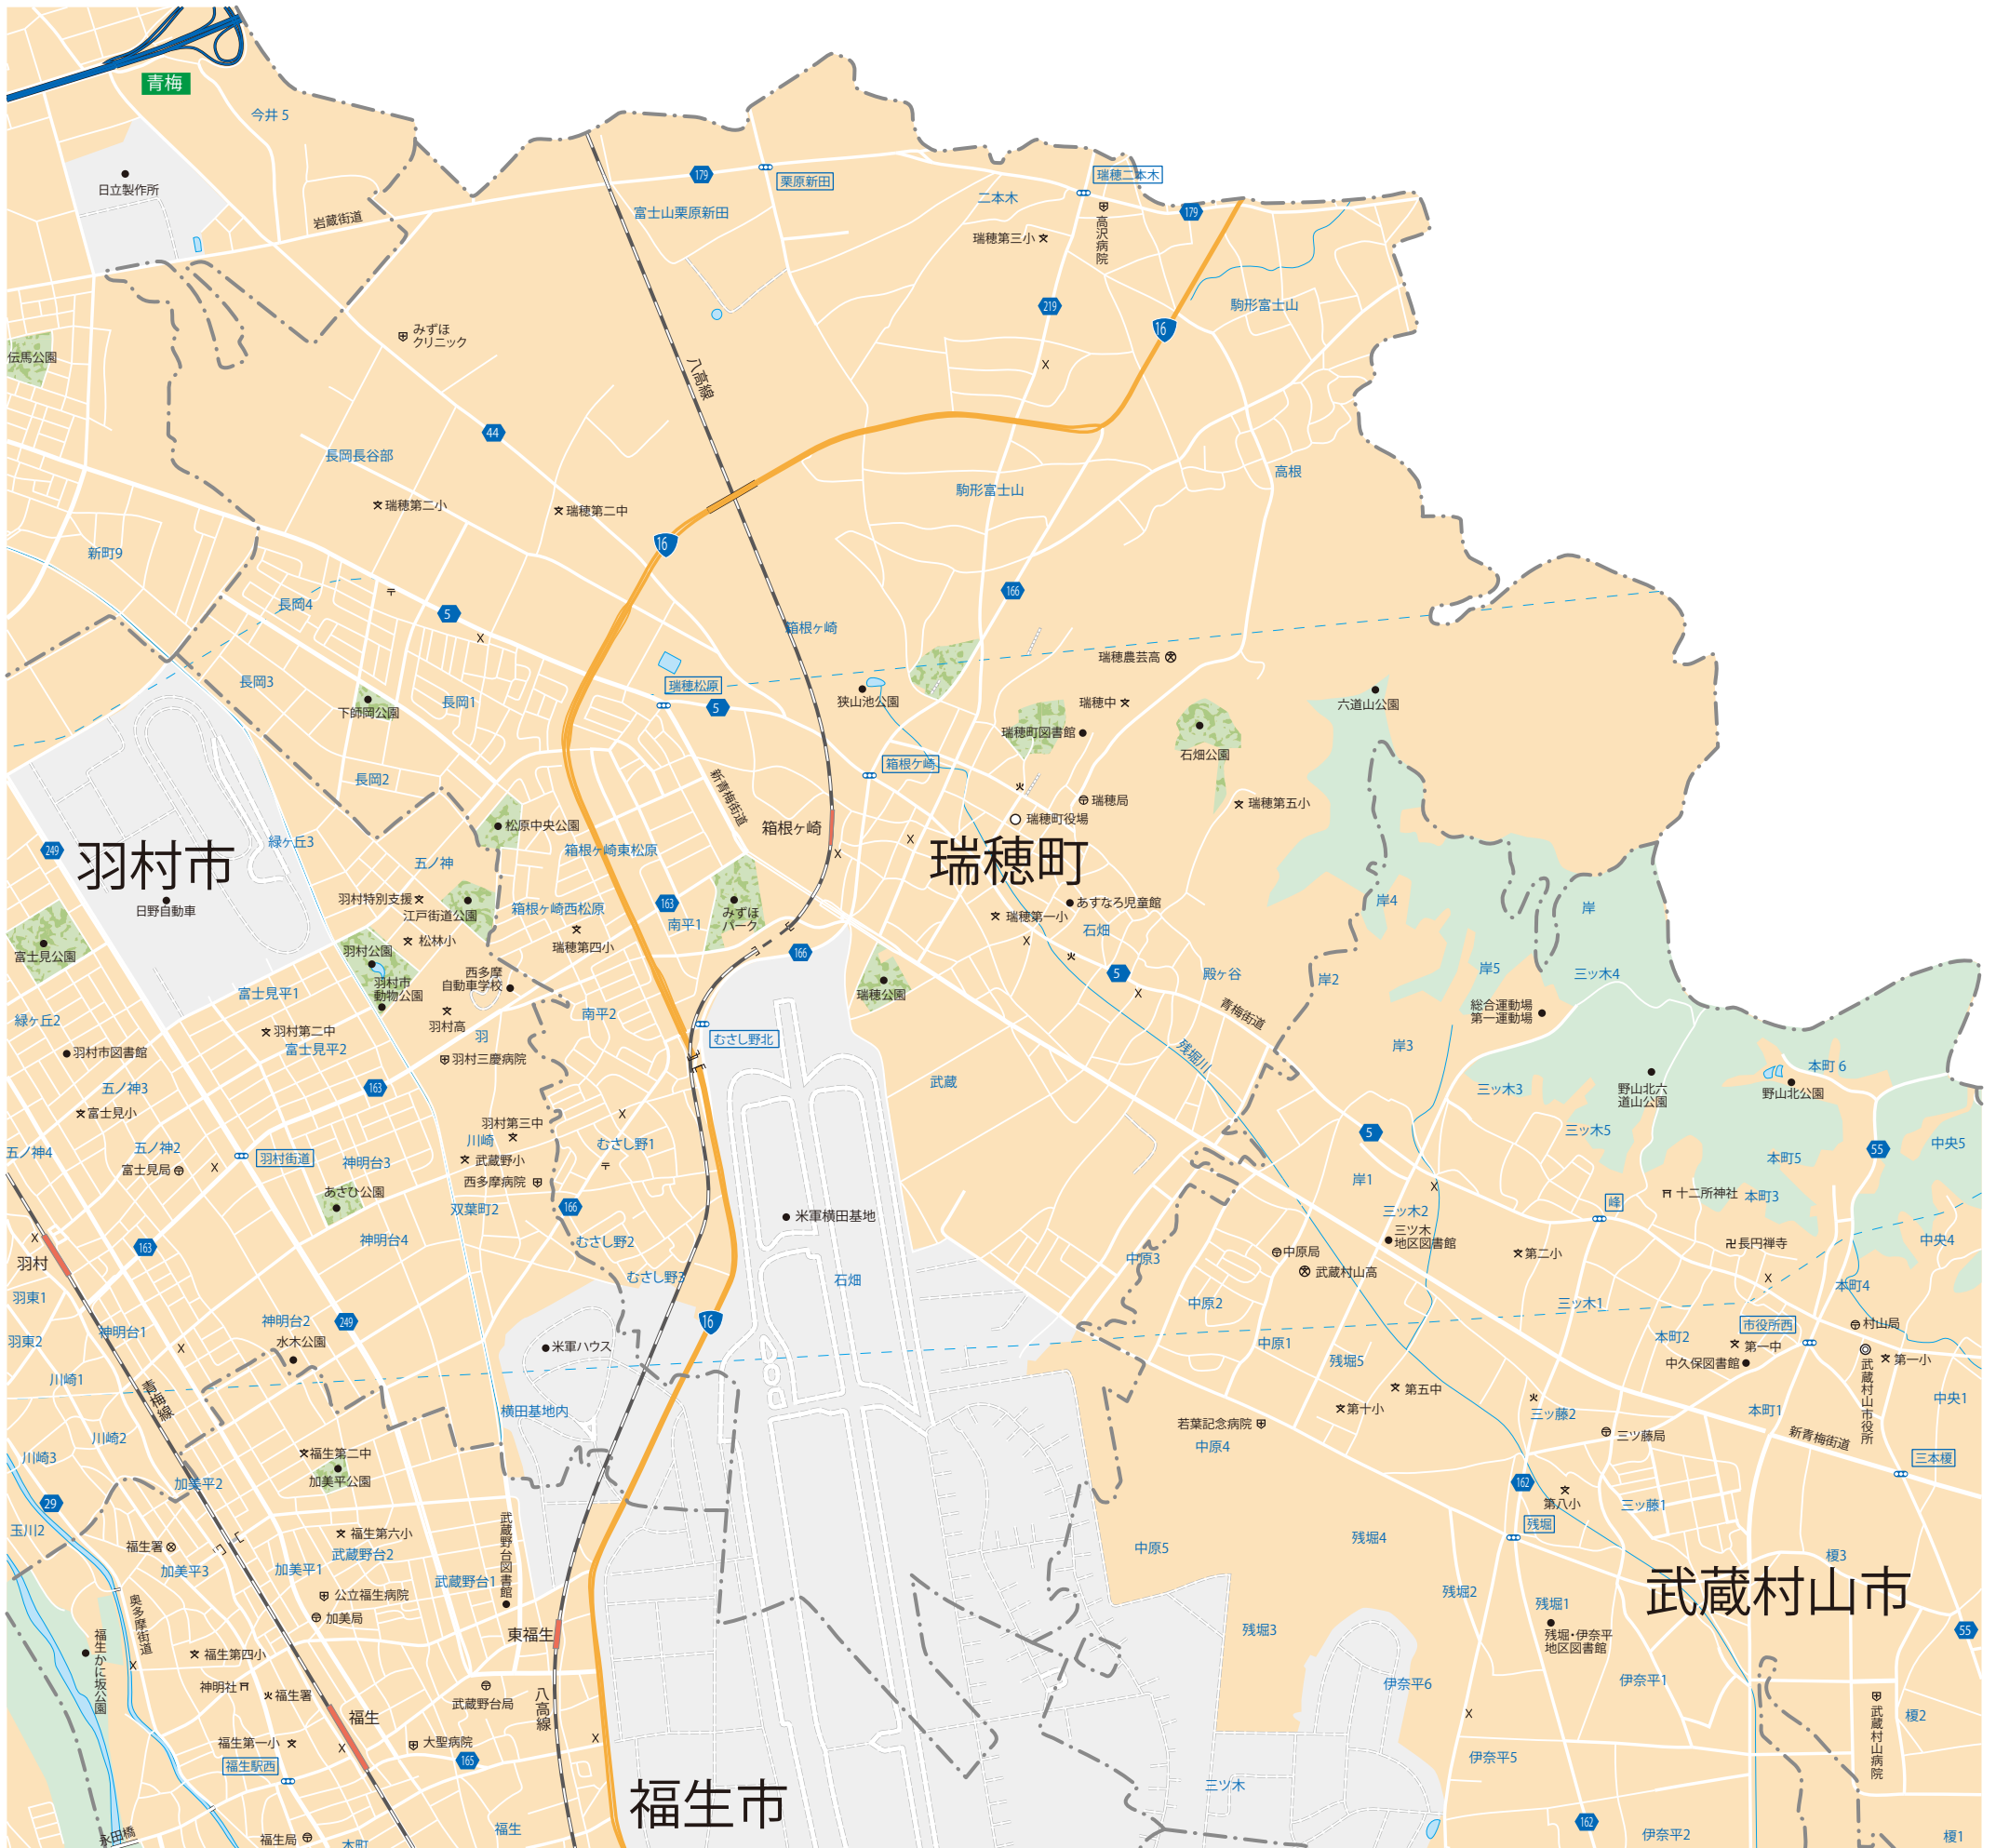 青梅
今井 5
日立製作所
岩蔵街道
179
栗原新田
富士山栗原新田
二本木
瑞穂二本木
高沢病院
179
瑞穂第三小
219
駒形富士山
16
伝馬公園
みずほ
クリニック
八高線
44
長岡長谷部
高根
駒形富士山
瑞穂第二小
瑞穂第二中
16
新町9
長岡4
5
166
箱根ヶ崎
瑞穂農芸高
長岡3
瑞穂松原
狭山池公園
瑞穂中
六道山公園
下師岡公園
長岡1
5
瑞穂町図書館
石畑公園
箱根ケ崎
長岡2
新青梅街道
瑞穂局
瑞穂第五小
瑞穂町役場
松原中央公園
箱根ヶ崎
緑ヶ丘3
249
羽村市
五ノ神
箱根ヶ崎東松原
瑞穂町
日野自動車
羽村特別支援
江戸街道公園
箱根ヶ崎西松原
163
みずほ
パーク
南平1
あすなろ児童館
瑞穂第一小
石畑
岸4
岸
富士見公園
松林小
羽村公園
瑞穂第四小
166
5
殿ヶ谷
岸2
岸5
三ッ木4
羽村市
動物公園
西多摩
自動車学校
富士見平1
瑞穂公園
青梅街道
総合運動場
第一運動場
緑ヶ丘2
羽村第二中
羽村高
南平2
羽
むさし野北
富士見平2
羽村市図書館
羽村三慶病院
残堀川
岸3
武蔵
五ノ神3
163
三ッ木3
野山北六
道山公園
本町 6
野山北公園
富士見小
羽村第三中
川崎
むさし野1
5
三ッ木5
中央5
55
五ノ神4
五ノ神2
羽村街道
神明台3
武蔵野小
本町5
富士見局
西多摩病院
岸1
あさひ公園
双葉町2
166
米軍横田基地
三ッ木2
峰
十二所神社
本町3
163
神明台4
むさし野2
三ツ木
地区図書館
中原局
第二小
長円禅寺
中央4
羽村
むさし野3
石畑
中原3
武蔵村山高
本町4
羽東1
神明台2
249
16
中原2
三ッ木1
市役所西
村山局
羽東2
神明台1
水木公園
米軍ハウス
中原1
残堀5
本町2
第一中
中久保図書館
武蔵村山市役所
第一小
川崎1
青梅線
横田基地内
第五中
第十小
三ッ藤2
本町1
中央1
川崎2
川崎3
福生第二中
加美平公園
若葉記念病院
中原4
三ツ藤局
新青梅街道
三本榎
加美平2
29
162
第八小
三ッ藤1
玉川2
福生署
福生第六小
武蔵野台2
武蔵野台図書館
中原5
残堀4
残堀
榎3
加美平3
加美平1
武蔵野台1
公立福生病院
加美局
残堀2
残堀1
武蔵村山市
奥多摩街道
福生かに坂公園
東福生
残堀3
残堀・伊奈平
地区図書館
55
福生第四小
神明社
福生署
武蔵野台局
伊奈平6
伊奈平1
福生
八高線
武蔵村山病院
榎2
福生第一小
大聖病院
165
福生駅西
伊奈平5
三ツ木
福生市
162
永田橋
福生局
本町
福生
伊奈平2
榎1